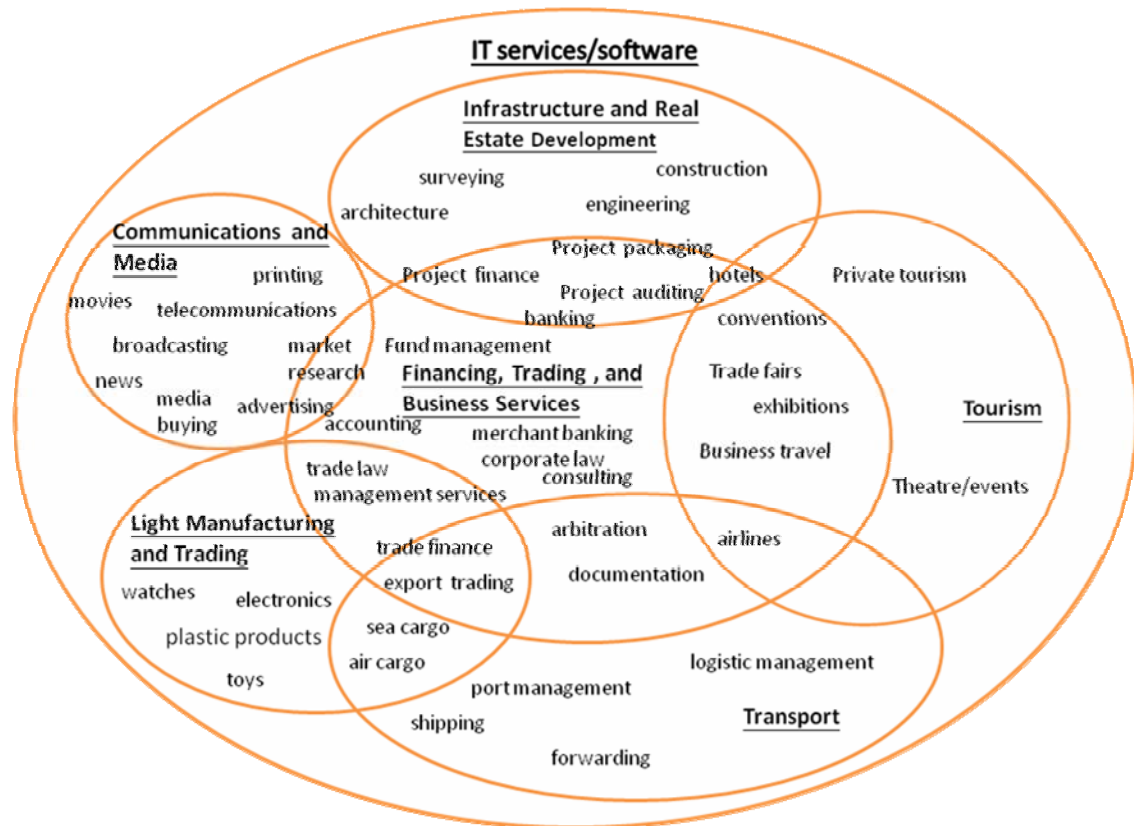 IT services/software
Infrastructure and Real
Estate Development
surveying
construction
architecture
engineering
Communications and
Media
printing
movies
telecommunications
broadcasting
market
research
news
media
buying
advertising
Project packaging
Project finance
hotels
Project auditing
banking
Private tourism
conventions
Fund management
Financing, Trading , and
Business Services
Trade fairs
exhibitions
Tourism
accounting
merchant banking
corporate law
consulting
Business travel
Theatre/events
trade law
management services
Light Manufacturing
and Trading
trade finance
export trading
arbitration
airlines
documentation
watches
electronics
plastic products
toys
sea cargo
air cargo
logistic management
port management
shipping
Transport
forwarding